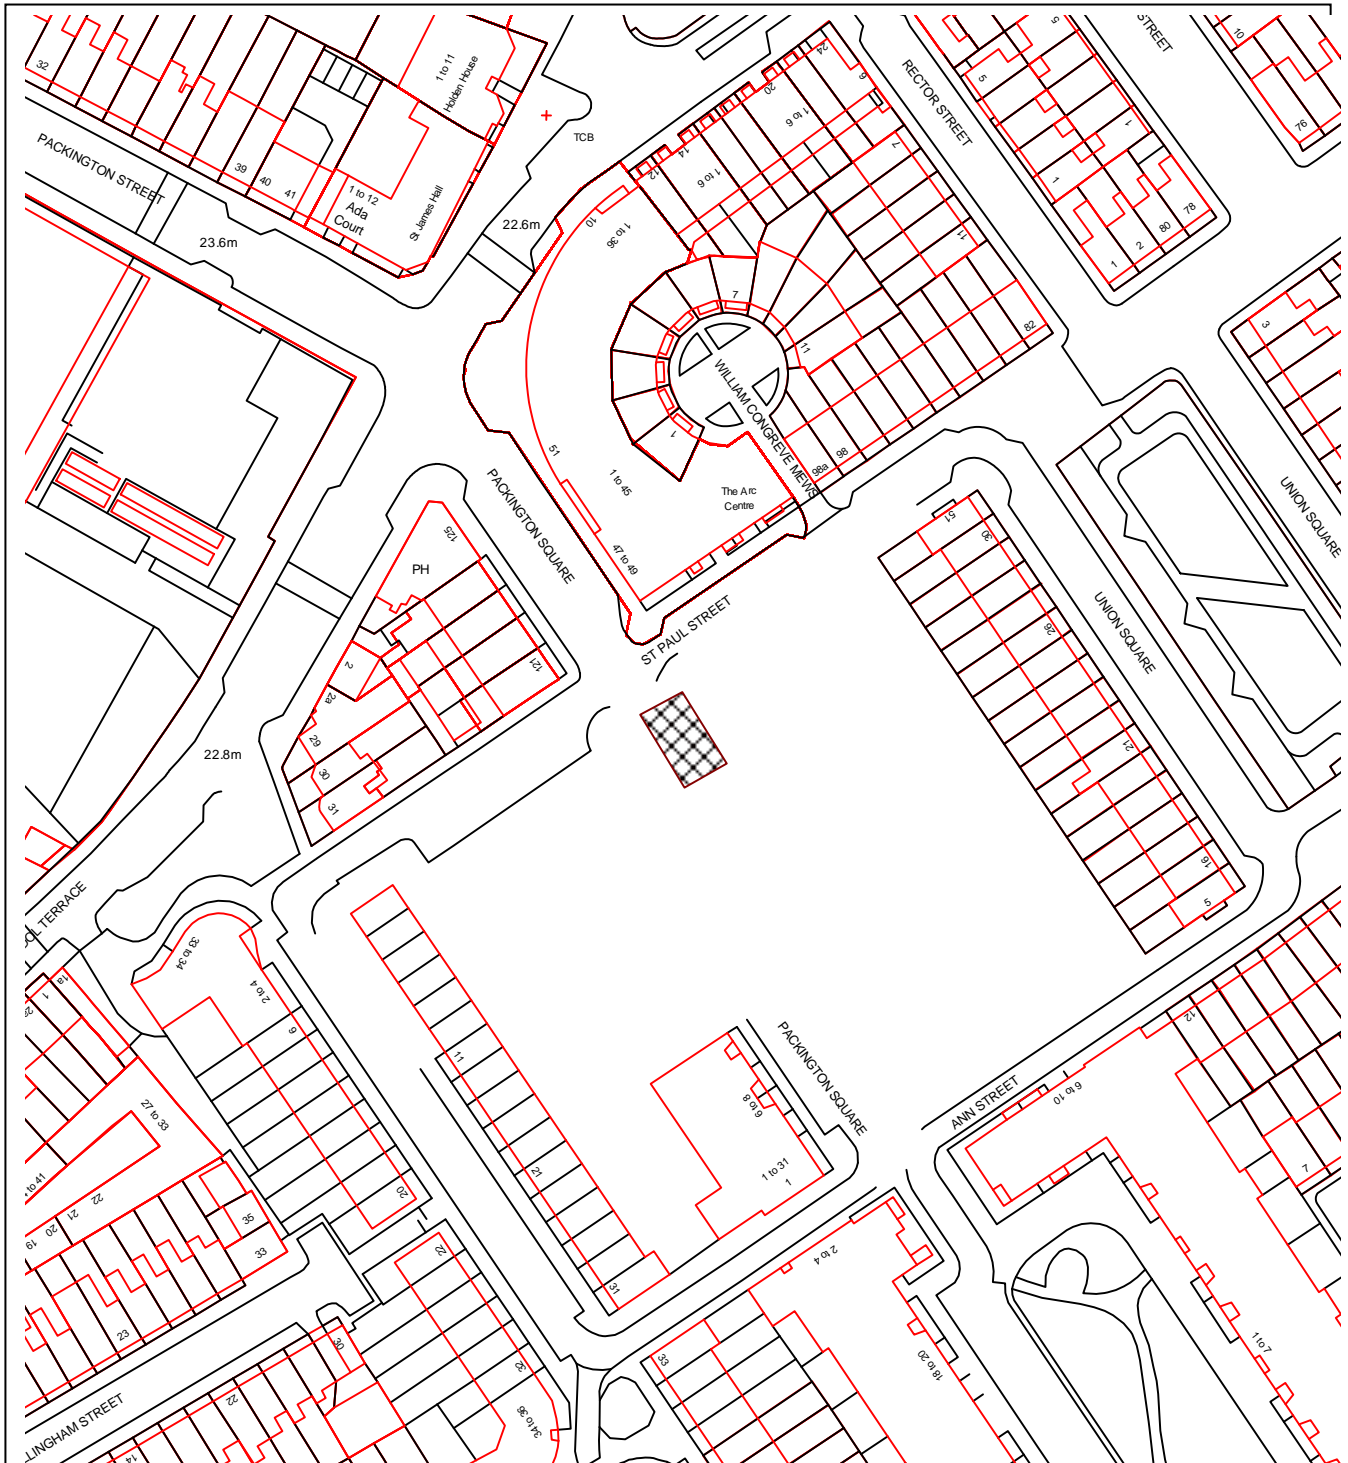 32
PACKINGTON STREET
39
40
41
1 to 12
Ada
Court
St James Hall
1 to 11
Holden House
TCB
23.6m
22.6m
10
1 to 36
12
14
1 to 6
20
1 to 6
24
9
7
11
RECTOR STREET
5
5
1
1
1
2
80
78
STREET
10
76
3
82
7
11
1
WILLIAM CONGREVE MEWS
98a
98
The Arc
Centre
51
1 to 45
47 to 49
PACKINGTON SQUARE
ST PAUL STREET
125
PH
121
2
2a
29
30
31
22.8m
51
30
26
21
16
5
UNION SQUARE
UNION SQUARE
OL TERRACE
33 to 34
2 to 4
6
1a
1
27 to 33
to 41
22
21
20
19
35
33
23
20
11
21
31
PACKINGTON SQUARE
6 to 8
1 to 31
1
ANN STREET
6 to 10
12
7
1 to 7
2 to 4
18 to 20
33
22
32
34 to 36
30
22
14
LINGHAM STREET